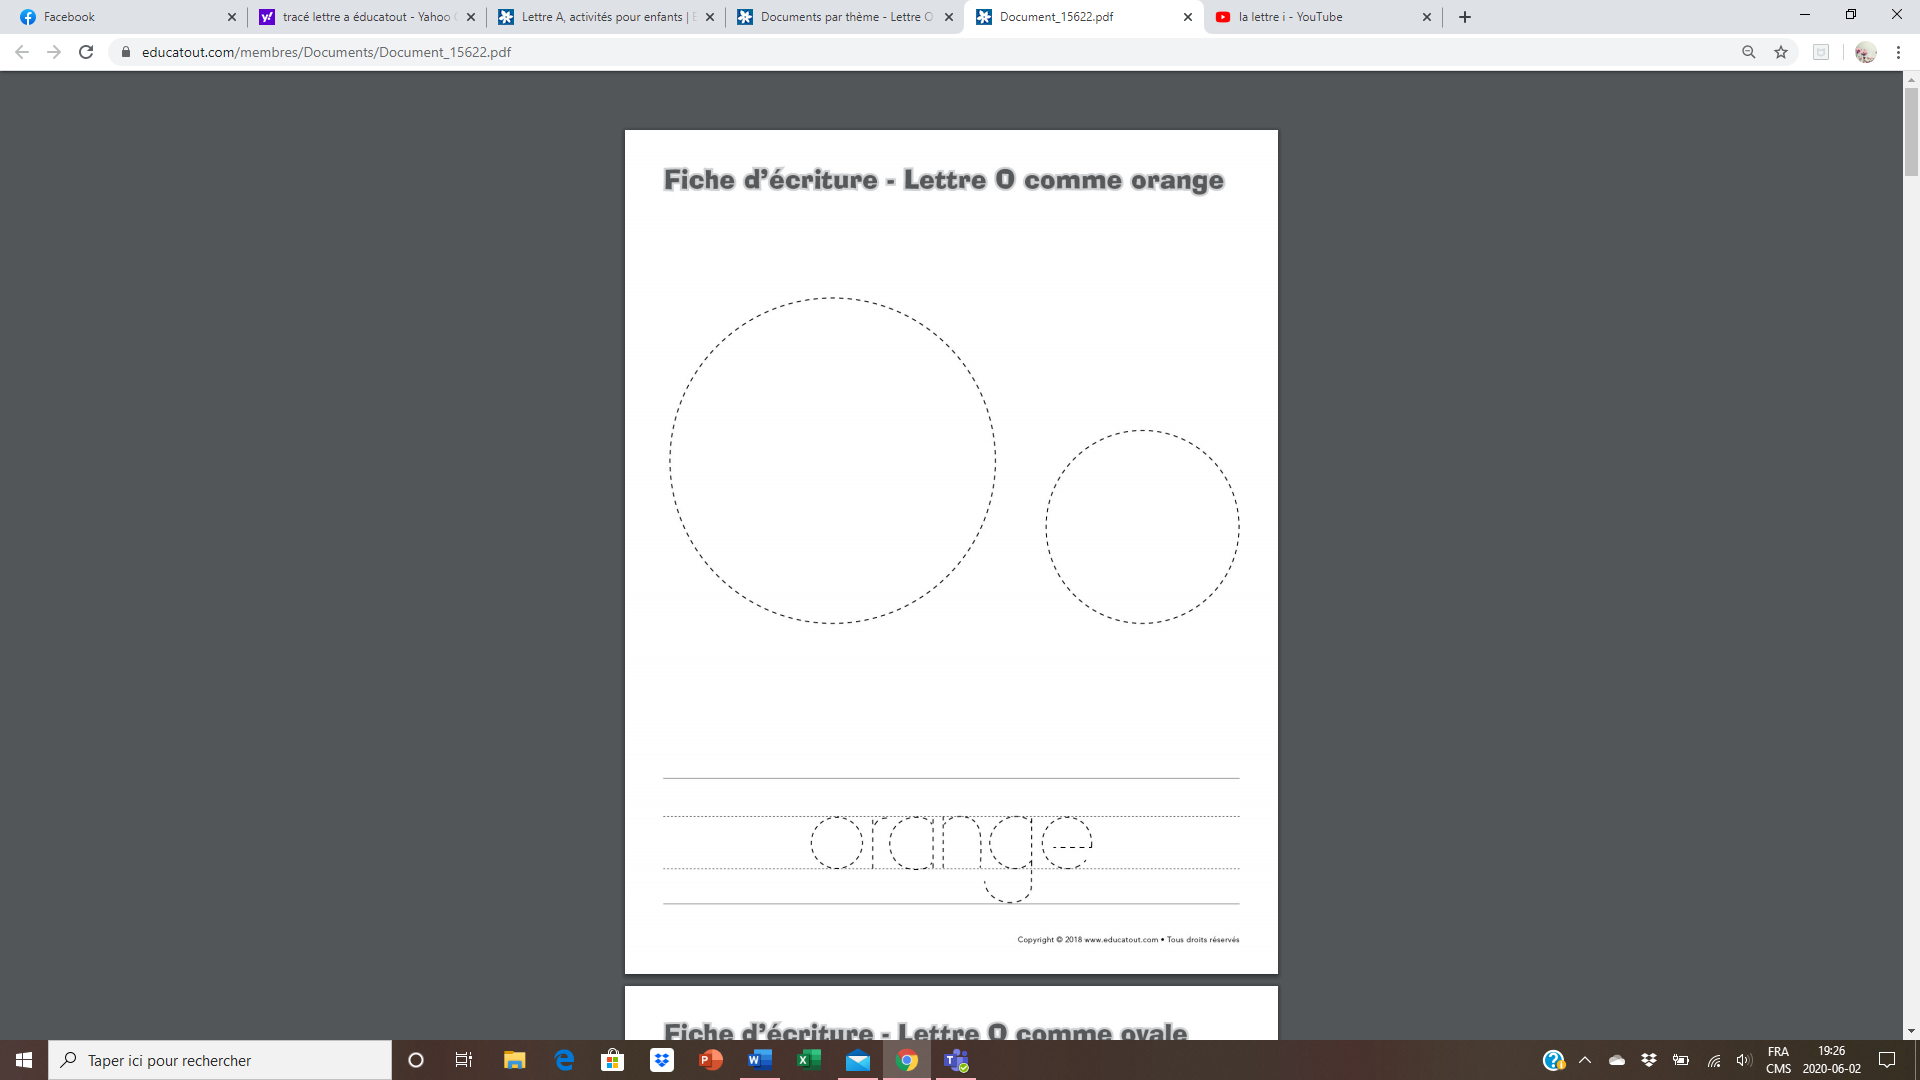 Facebook
tracé lettre a éducatout - Yahoo
Lettre A, activités pour enfants |
Documents par thème - Lettre O
Document_15622.pdf
la lettre i - YouTube
educatout.com/membres/Documents/Document_15622.pdf
Fiche d'écriture - Lettre O comme orange
orange
Copyright © 2018 www.educatout.com • Tous droits réservés
Fiche d'écriture - Lettre O comme ovale
Taper ici pour rechercher
FRA
CMS
19:26
2020-06-02